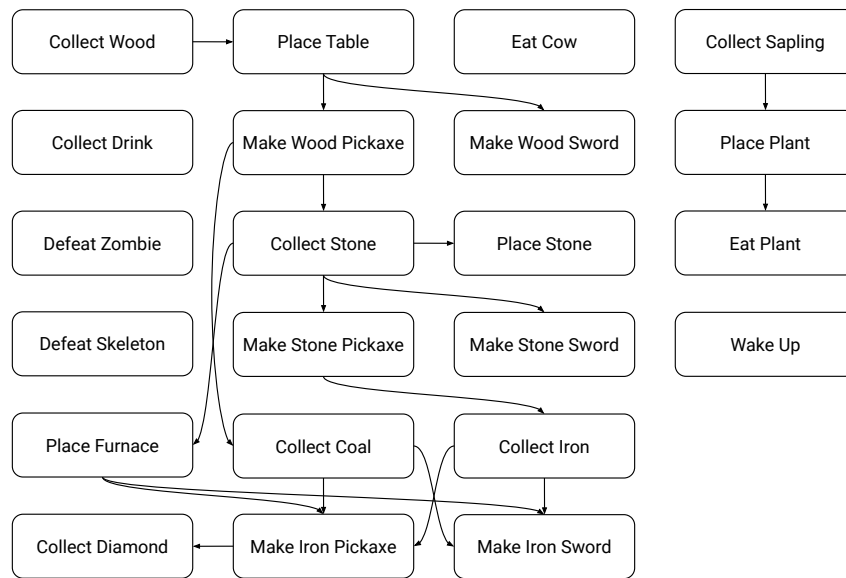 Collect Wood
Place Table
Eat Cow
Collect Sapling
Collect Drink
Make Wood Pickaxe
Make Wood Sword
Place Plant
Defeat Zombie
Collect Stone
Place Stone
Eat Plant
Defeat Skeleton
Make Stone Pickaxe
Make Stone Sword
Wake Up
Place Furnace
Collect Coal
Collect Iron
Collect Diamond
Make Iron Pickaxe
Make Iron Sword